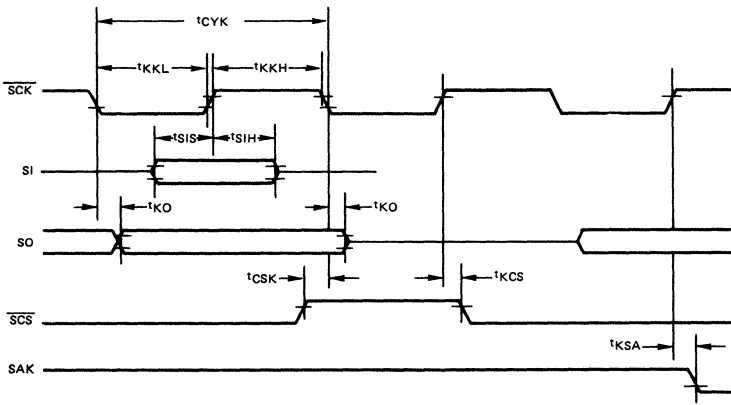 tCYK
tKKL
tKKH
SCK
tSIS
tSIH
SI
tKO
tKO
SO
tCSK
tKCS
SCS
tKSA
SAK